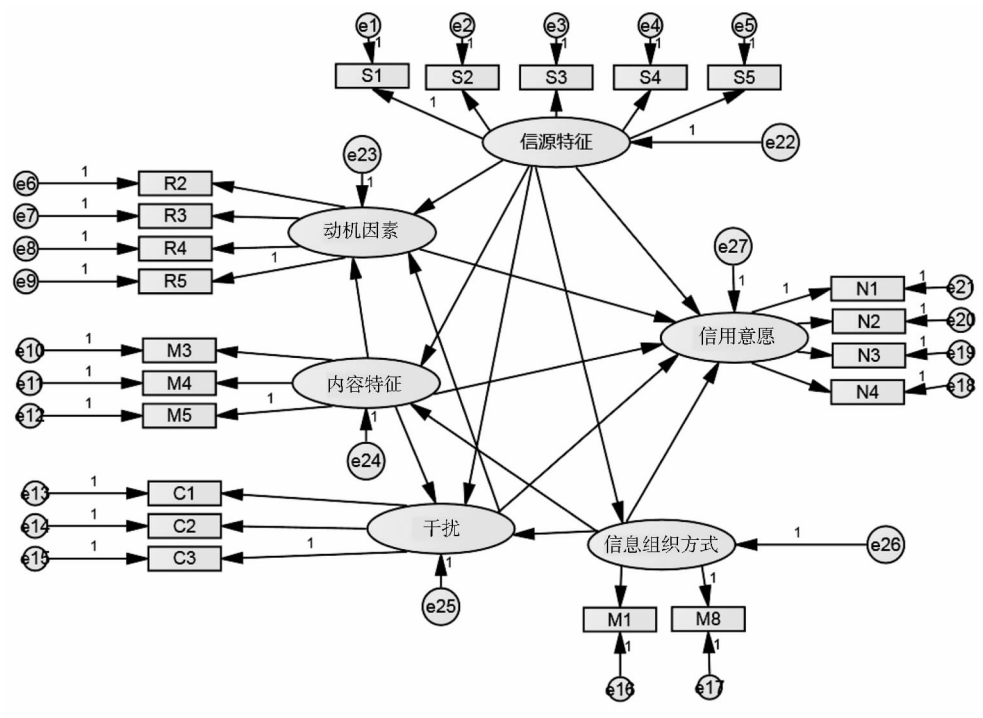 e1 e2 e3 e4 e5
1 1 1 1 1
S1 S2 S3 S4 S5
1
信源特征 1 e22
e23
1
e6 1 R2
e7 1 R3
e8 1 R4
e9 1 R5
1
动机因素
e27
1
信用意愿
1 N1 1 e21
N2 1 e20
N3 1 e19
N4 1 e18
e10 1 M3
e11 1 M4
e12 1 M5
1
内容特征
1
e24
e13 1 C1
e14 1 C2
e15 1 C3
1
干扰
1
e25
信息组织方式 1 e26
1
M1 M8
1 1
e16 e17